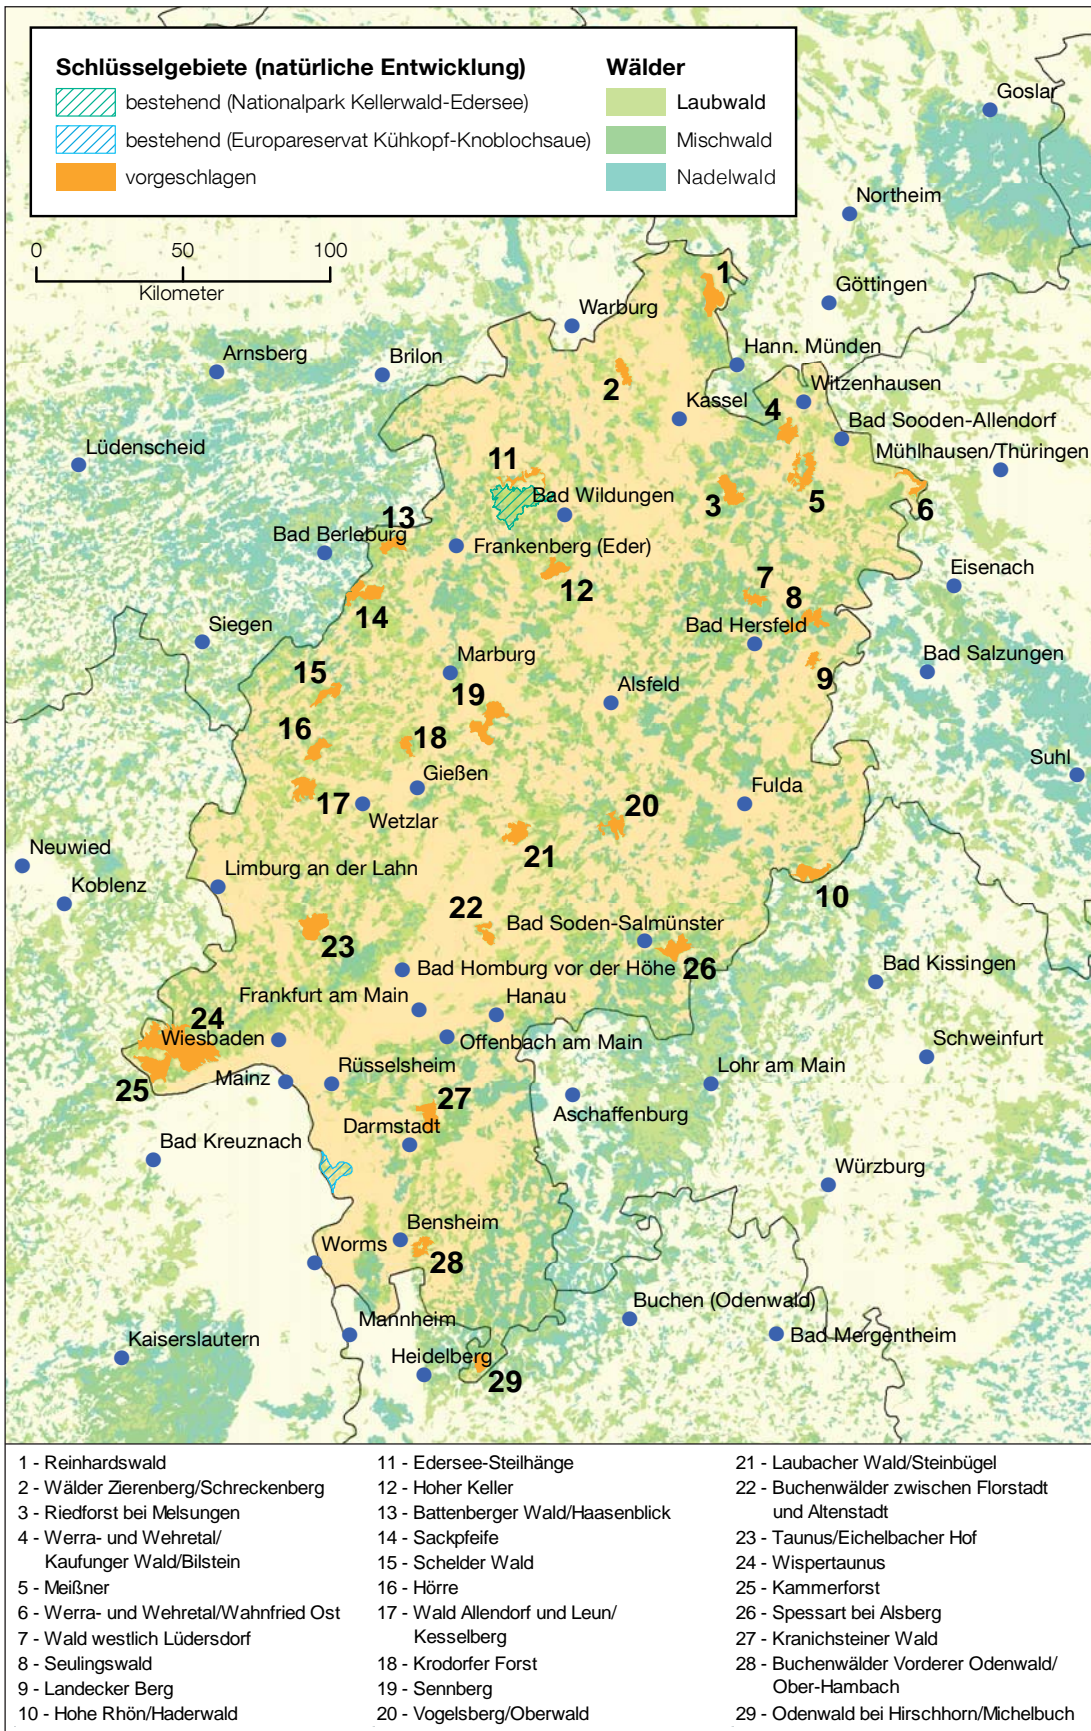 Schlüsselgebiete (natürliche Entwicklung)
bestehend (Nationalpark Kellerwald-Edersee)
bestehend (Europareservat Kühkopf-Knoblochsaue)
vorgeschlagen
Wälder
Laubwald
Mischwald
Nadelwald
0 50 100
Kilometer
Goslar
Northeim
Göttingen
1
Warburg
Hann. Münden
Arnsberg
Brilon
2
Witzenhausen
Kassel
4
Bad Sooden-Allendorf
Lüdenscheid
Mühlhausen/Thüringen
11
Bad Wildungen
3
5
6
13
Bad Berleburg
Frankenberg (Eder)
12
Eisenach
7
8
14
Siegen
Bad Hersfeld
Marburg
Bad Salzungen
15
19
Alsfeld
9
16
18
Suhl
Gießen
17
Wetzlar
20
Fulda
21
Neuwied
Limburg an der Lahn
Koblenz
10
22
Bad Soden-Salmünster
23
Bad Homburg vor der Höhe
26
Bad Kissingen
Frankfurt am Main
Hanau
24
Wiesbaden
Offenbach am Main
Schweinfurt
25
Mainz
Rüsselsheim
Lohr am Main
27
Aschaffenburg
Darmstadt
Bad Kreuznach
Würzburg
Bensheim
Worms
28
Buchen (Odenwald)
Mannheim
Bad Mergentheim
Kaiserslautern
Heidelberg
29
1 - Reinhardswald
2 - Wälder Zierenberg/Schreckenberg
3 - Riedforst bei Melsungen
4 - Werra- und Wehretal/
Kaufunger Wald/Bilstein
5 - Meißner
6 - Werra- und Wehretal/Wahnfried Ost
7 - Wald westlich Lüdersdorf
8 - Seulingswald
9 - Landecker Berg
10 - Hohe Rhön/Haderwald
11 - Edersee-Steilhänge
12 - Hoher Keller
13 - Battenberger Wald/Haasenblick
14 - Sackpfeife
15 - Schelder Wald
16 - Hörre
17 - Wald Allendorf und Leun/
Kesselberg
18 - Krodorfer Forst
19 - Sennberg
20 - Vogelsberg/Oberwald
21 - Laubacher Wald/Steinbügel
22 - Buchenwälder zwischen Florstadt
und Altenstadt
23 - Taunus/Eichelbacher Hof
24 - Wispertaunus
25 - Kammerforst
26 - Spessart bei Alsberg
27 - Kranichsteiner Wald
28 - Buchenwälder Vorderer Odenwald/
Ober-Hambach
29 - Odenwald bei Hirschhorn/Michelbuch